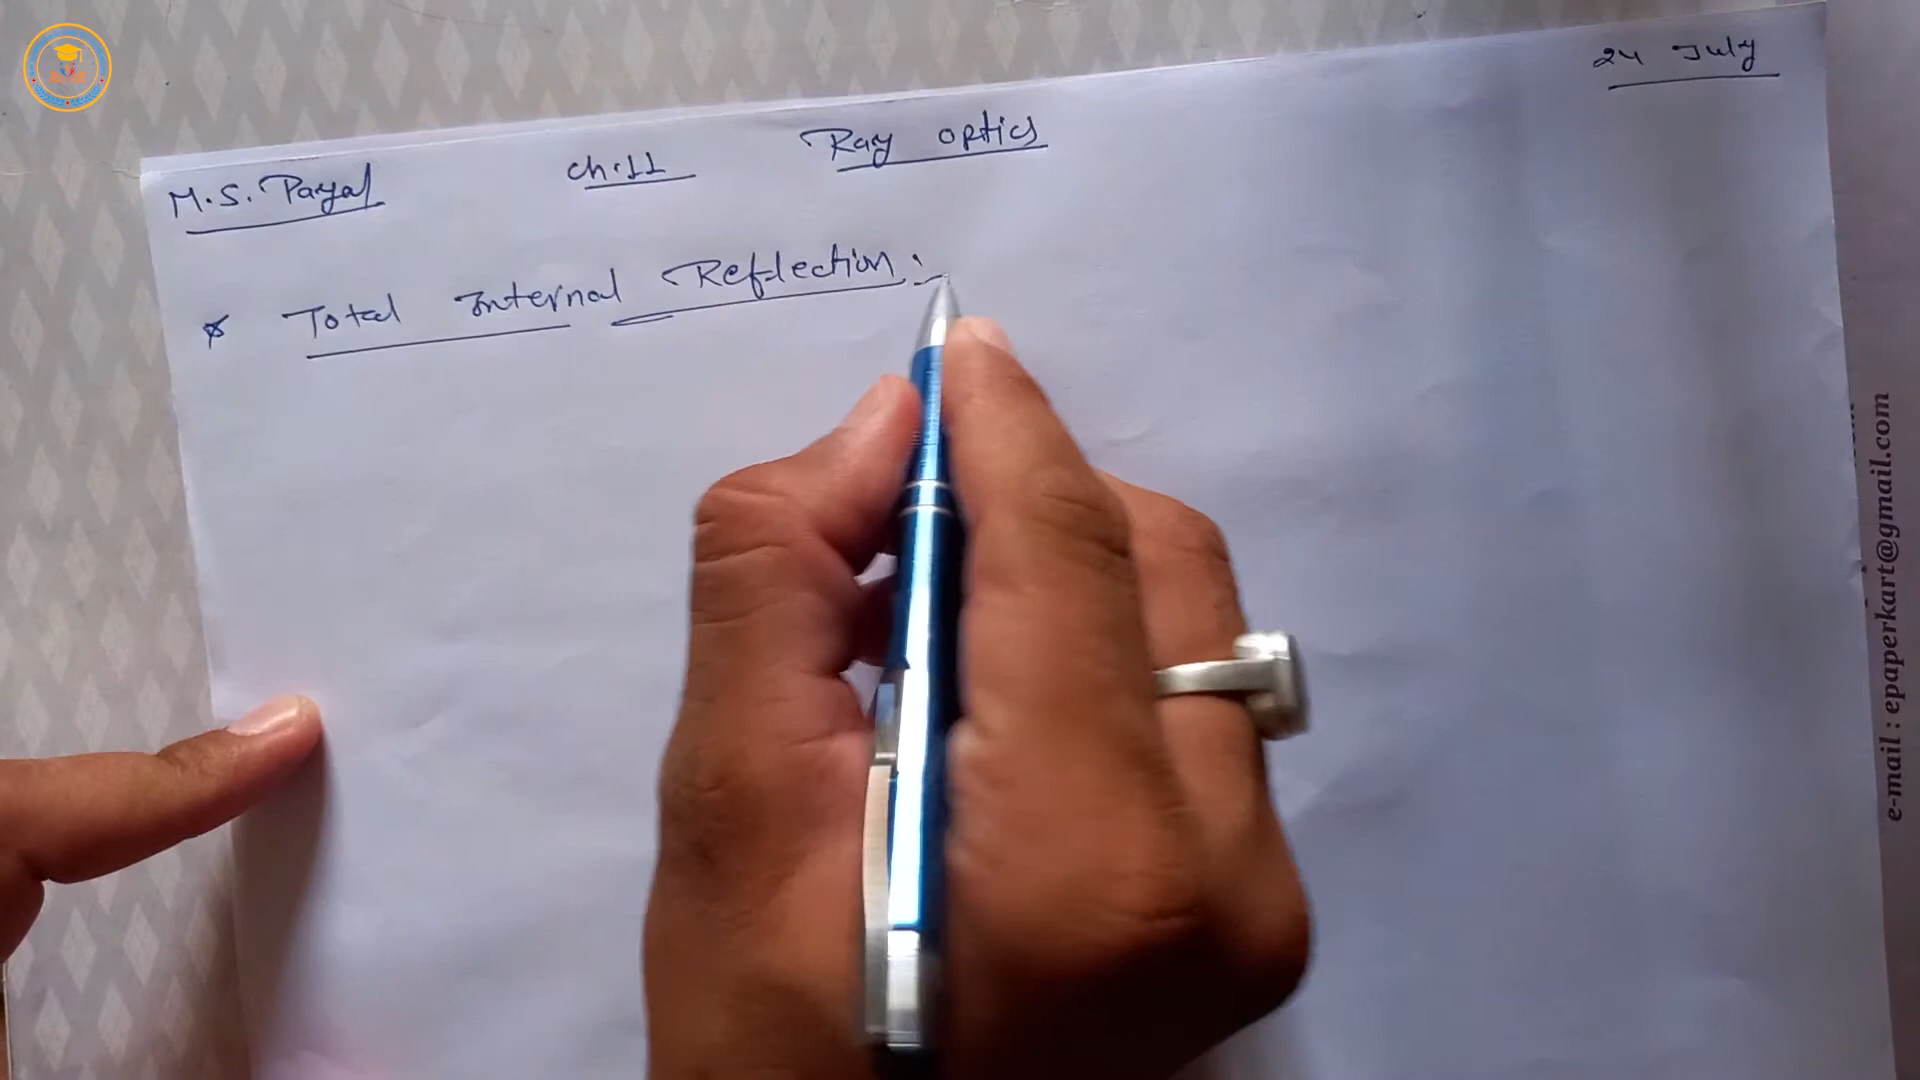 24 July
M.S. Payal ch.11 Ray optics
* Total Internal Reflection :-
e-mail : epaperkart@gmail.com